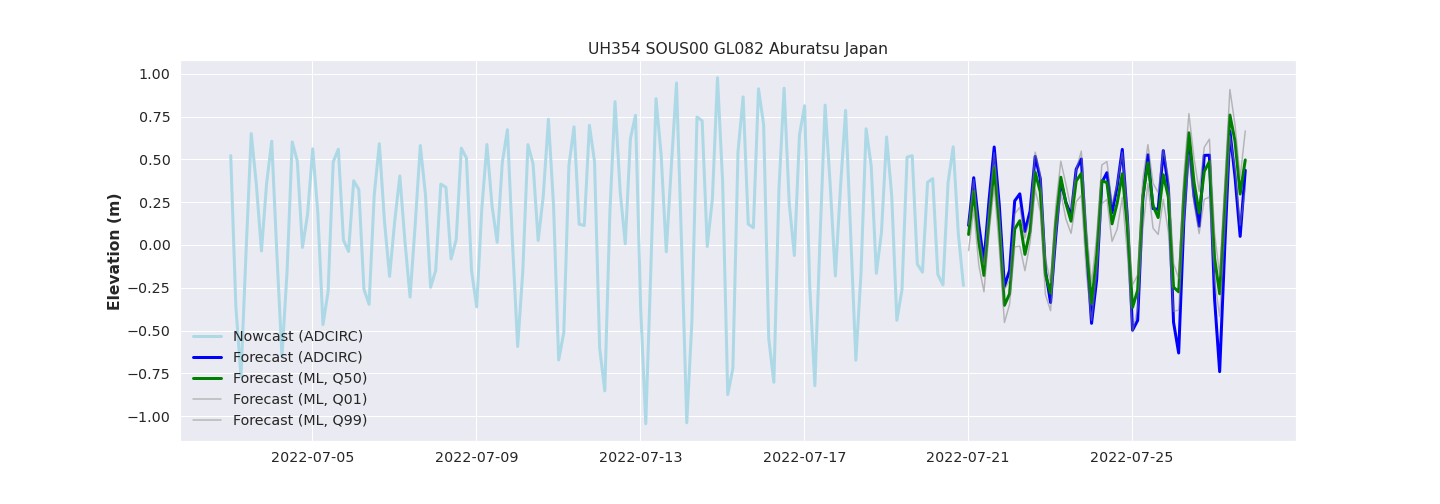 UH354 SOUS00 GL082 Aburatsu Japan
Elevation (m)
1.00
0.75
0.50
0.25
0.00
−0.25
−0.50
−0.75
−1.00
Nowcast (ADCIRC)
Forecast (ADCIRC)
Forecast (ML, Q50)
Forecast (ML, Q01)
Forecast (ML, Q99)
2022-07-05 2022-07-09 2022-07-13 2022-07-17 2022-07-21 2022-07-25